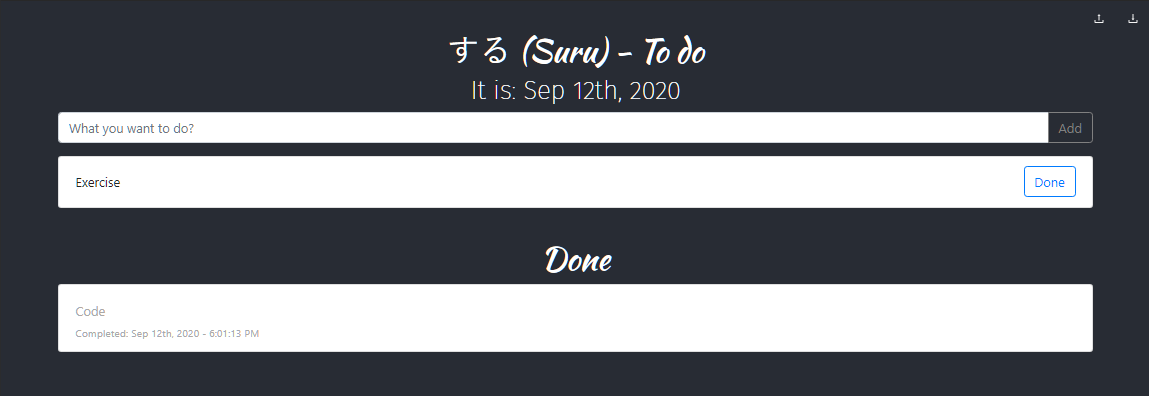 する (Suru) - To do
It is: Sep 12th, 2020
What you want to do? Add
Exercise Done
Done
Code
Completed: Sep 12th, 2020 - 6:01:13 PM